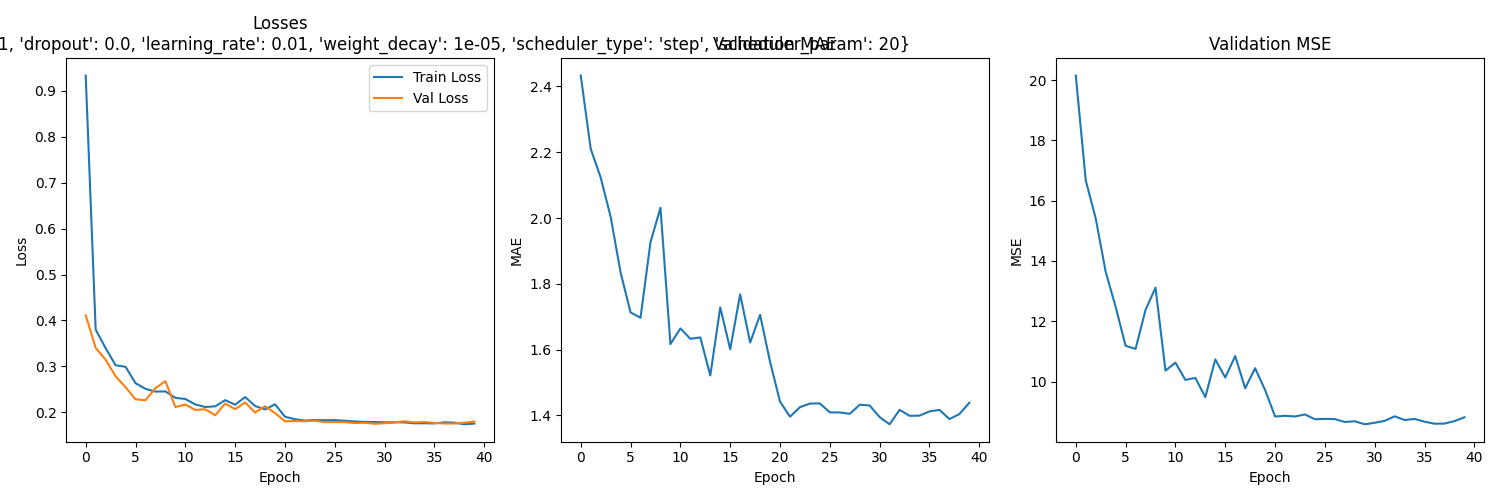 Losses
1, 'dropout': 0.0, 'learning_rate': 0.01, 'weight_decay': 1e-05, 'scheduler_type': 'step', 'scheduler_param': 20}
Train Loss
Val Loss
0.9
0.8
0.7
0.6
0.5
0.4
0.3
0.2
Loss
0 5 10 15 20 25 30 35 40
Epoch
Validation MAE
2.4
2.2
2.0
1.8
1.6
1.4
MAE
0 5 10 15 20 25 30 35 40
Epoch
Validation MSE
20
18
16
14
12
10
MSE
0 5 10 15 20 25 30 35 40
Epoch